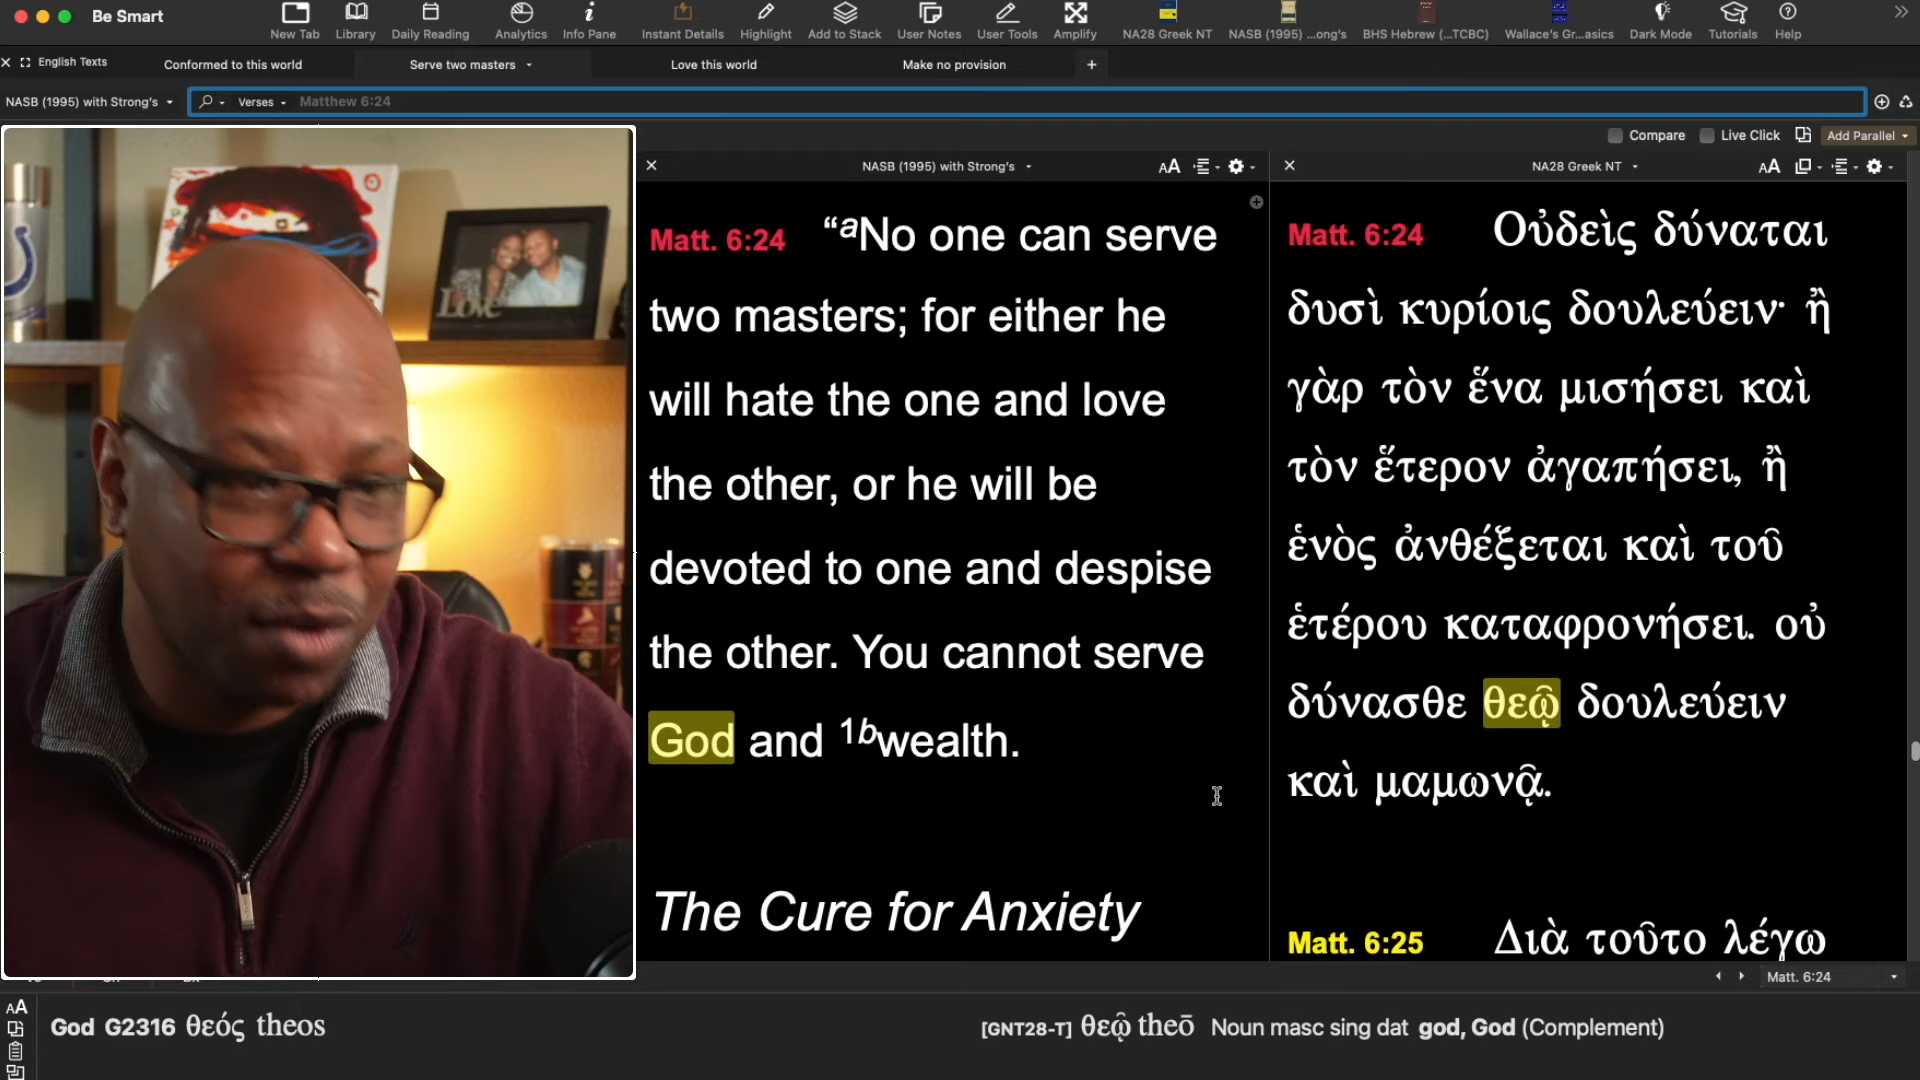 Be Smart
New Tab
Library
Daily Reading
Analytics
Info Pane
Instant Details
Highlight
Add to Stack
User Notes
User Tools
Amplify
NA28 Greek NT
NASB (1995) ...ong's
BHS Hebrew (...TCBC)
Wallace's Gr...asics
Dark Mode
Tutorials
Help
English Texts
Conformed to this world
Serve two masters
Love this world
Make no provision
NASB (1995) with Strong's
Verses
Matthew 6:24
Compare
Live Click
Add Parallel
Love
NASB (1995) with Strong's
AA
Matt. 6:24 “aNo one can serve
two masters; for either he
will hate the one and love
the other, or he will be
devoted to one and despise
the other. You cannot serve
God and 1bwealth.
The Cure for Anxiety
NA28 Greek NT
AA
Matt. 6:24 Οὐδεὶς δύναται
δυσὶ κυρίοις δουλεύειν· ἢ
γὰρ τὸν ἕνα μισήσει καὶ
τὸν ἕτερον ἀγαπήσει, ἢ
ἑνὸς ἀνθέξεται καὶ τοῦ
ἑτέρου καταφρονήσει. οὐ
δύνασθε θεῷ δουλεύειν
καὶ μαμωνᾷ.
Matt. 6:25 Διὰ τοῦτο λέγω
Matt. 6:24
AA
God G2316 θεός theos
[GNT28-T] θεῷ theō Noun masc sing dat god, God (Complement)